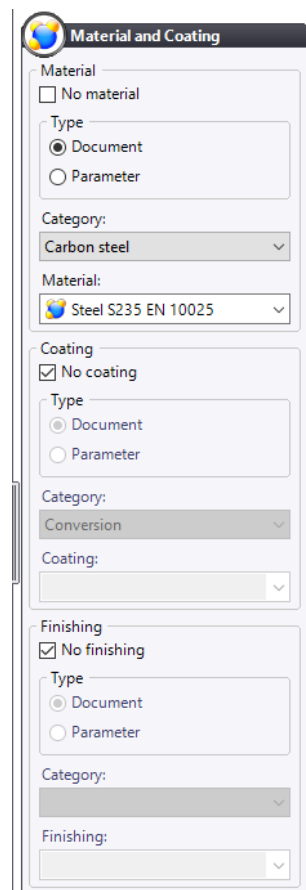 Material and Coating
Material
No material
Type
Document
Parameter
Category:
Carbon steel
Material:
Steel S235 EN 10025
Coating
No coating
Type
Document
Parameter
Category:
Conversion
Coating:
Finishing
No finishing
Type
Document
Parameter
Category:
Finishing: